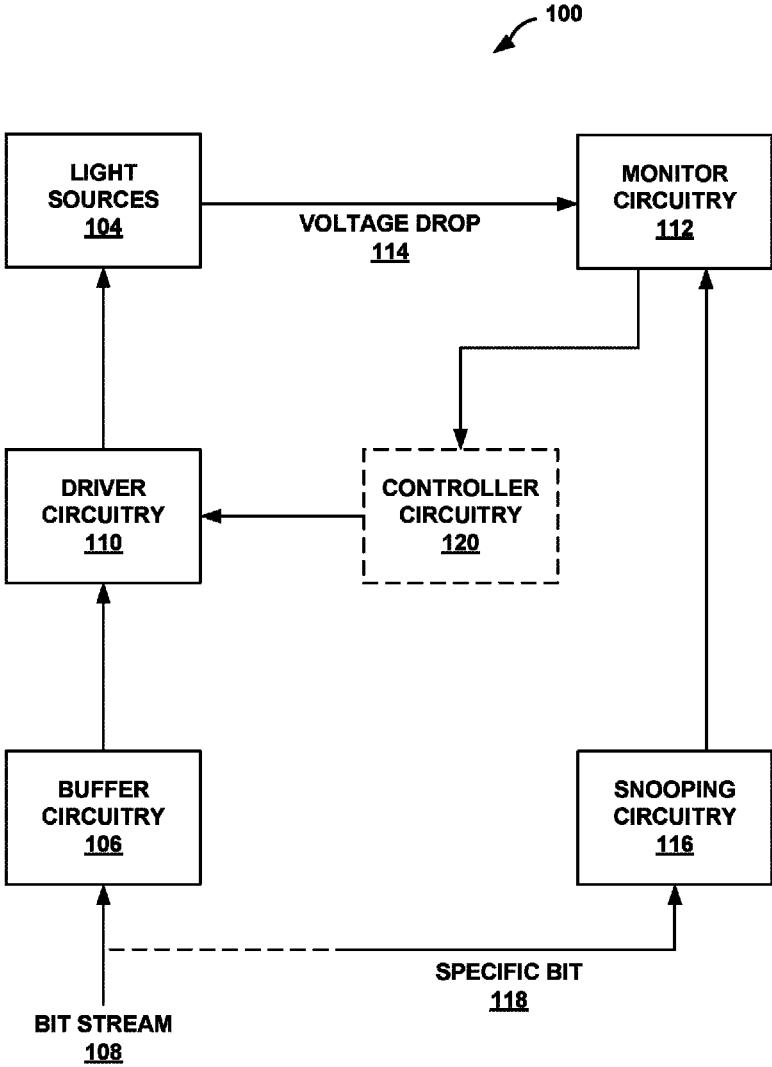 100
LIGHT
SOURCES
104
VOLTAGE DROP
114
MONITOR
CIRCUITRY
112
DRIVER
CIRCUITRY
110
CONTROLLER
CIRCUITRY
120
BUFFER
CIRCUITRY
106
SNOOPING
CIRCUITRY
116
SPECIFIC BIT
118
BIT STREAM
108